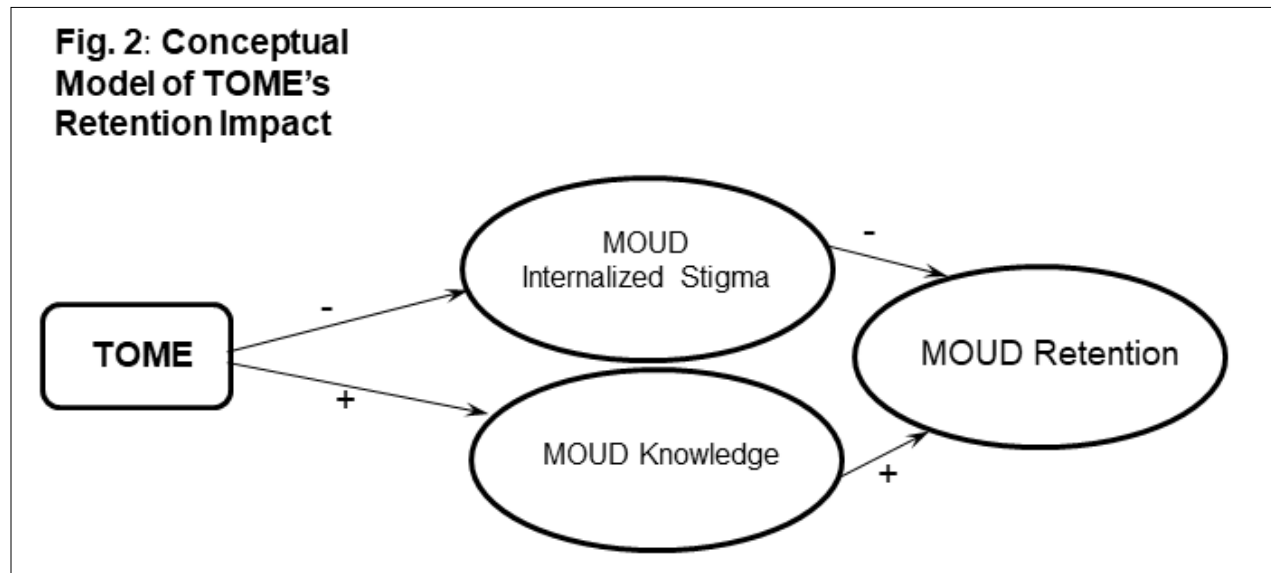 Fig. 2: Conceptual
Model of TOME's
Retention Impact
MOUD
Internalized Stigma
-
-
TOME
MOUD Retention
+
MOUD Knowledge
+